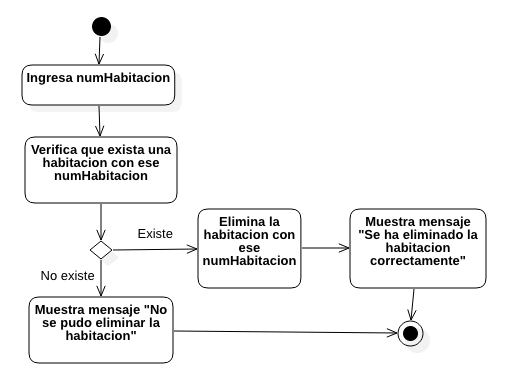 Ingresa numHabitacion
Verifica que exista una
habitacion con ese
numHabitacion
Existe
Elimina la
habitacion con
ese
numHabitacion
Muestra mensaje
"Se ha eliminado la
habitacion
correctamente"
No existe
Muestra mensaje "No
se pudo eliminar la
habitacion"